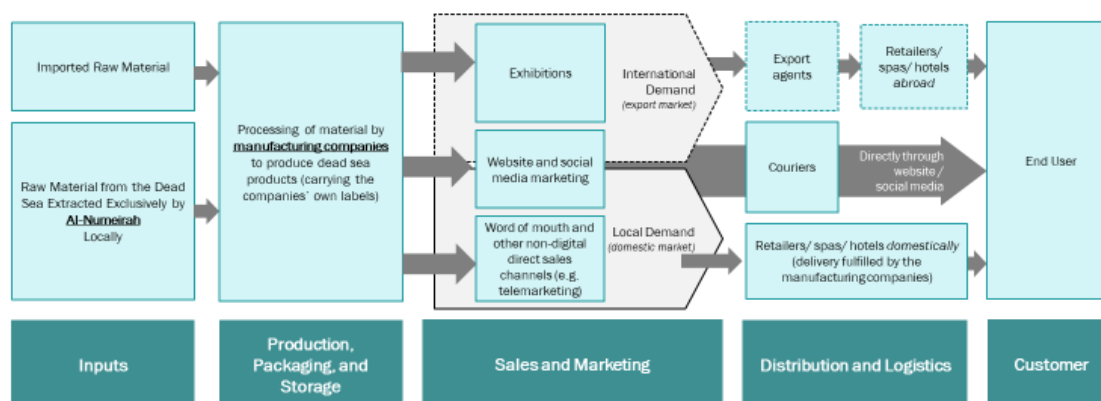 Imported Raw Material
Raw Material from the Dead
Sea Extracted Exclusively by
Al-Numeirah
Locally
Processing of material by
manufacturing companies
to produce dead sea
products (carrying the
companies' own labels)
Exhibitions
International
Demand
(export market)
Website and social
media marketing
Word of mouth and
other non-digital
direct sales
channels (e.g.
telemarketing)
Local Demand
(domestic market)
Export
agents
Retailers/
spas/ hotels
abroad
Couriers
Directly through
website /
social media
Retailers/ spas/ hotels domestically
(delivery fulfilled by the
manufacturing companies)
End User
Inputs
Production,
Packaging, and
Storage
Sales and Marketing
Distribution and Logistics
Customer